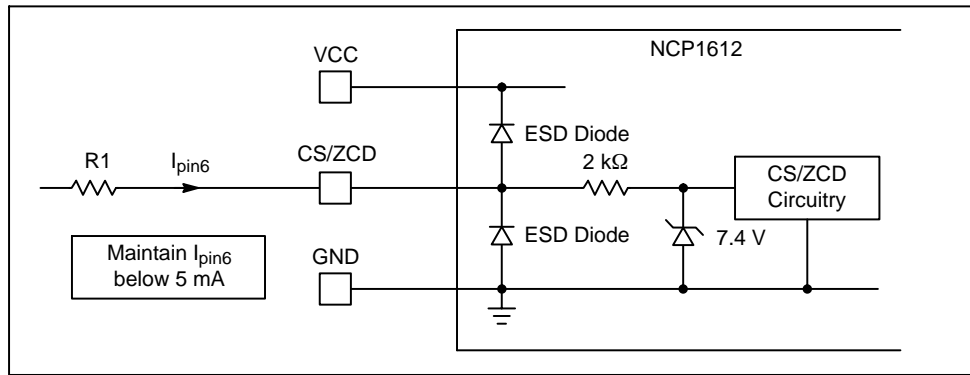 NCP1612
VCC
ESD Diode
R1
Ipin6
CS/ZCD
2 kΩ
CS/ZCD
Circuitry
ESD Diode
7.4 V
Maintain Ipin6
below 5 mA
GND